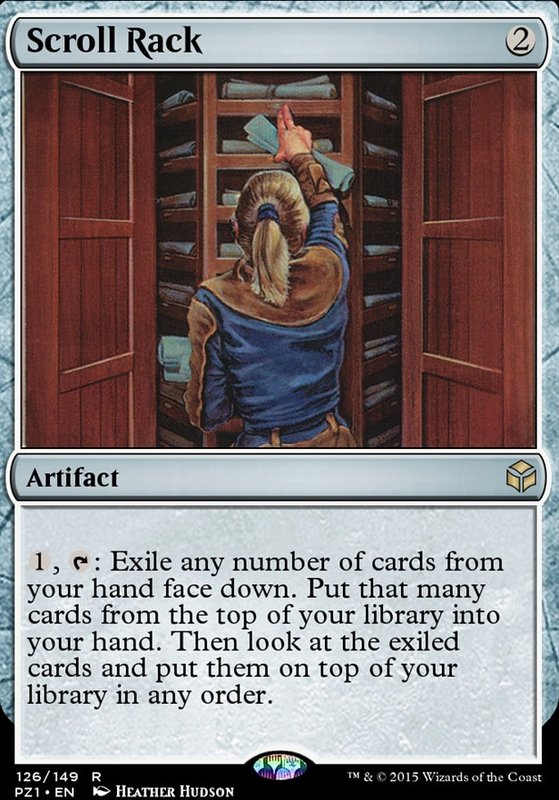 Scroll Rack 2
Artifact
1, : Exile any number of cards from
your hand face down. Put that many
cards from the top of your library into
your hand. Then look at the exiled
cards and put them on top of your
library in any order.
126/149 R
PZ1 • EN HEATHER HUDSON
™ & © 2015 Wizards of the Coast